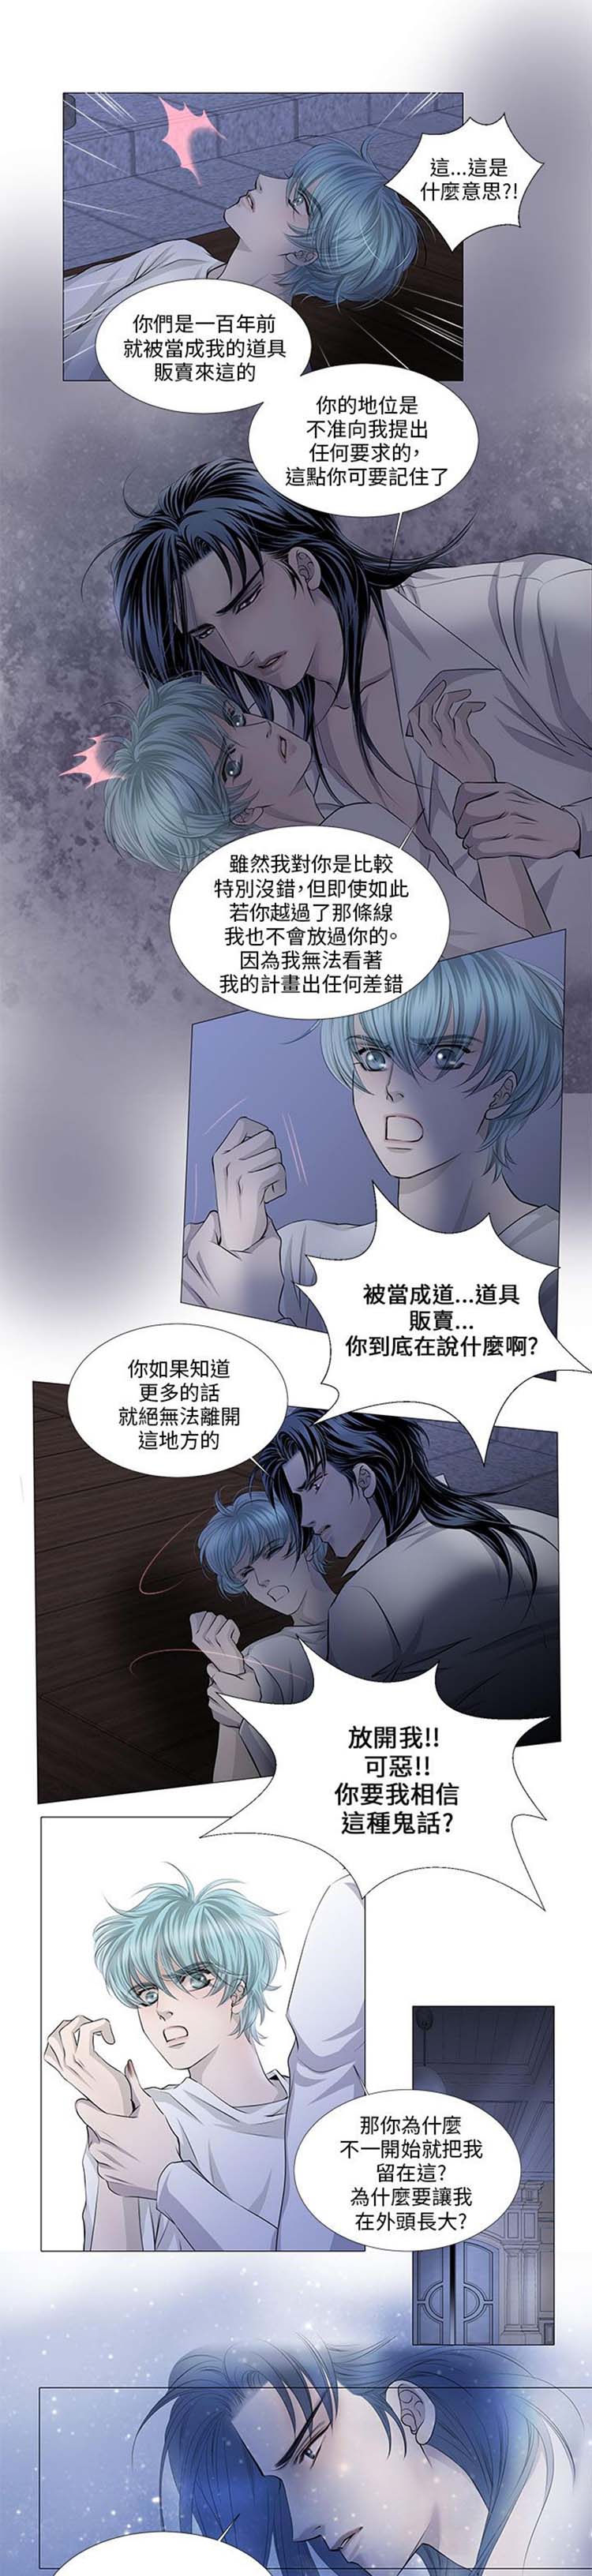 這…這是
什麼意思?!
你們是一百年前
就被當成我的道具
販賣來這的
你的地位是
不准向我提出
任何要求的,
這點你可要記住了
雖然我對你是比較
特別沒錯,但即使如此
若你越過了那條線
我也不會放過你的。
因為我無法看著
我的計畫出任何差錯
被當成道…道具
販賣…
你到底在說什麼啊?
你如果知道
更多的話
就絕無法離開
這地方的
放開我!!
可惡!!
你要我相信
這種鬼話?
那你為什麼
不一開始就把我
留在這?
為什麼要讓我
在外頭長大?